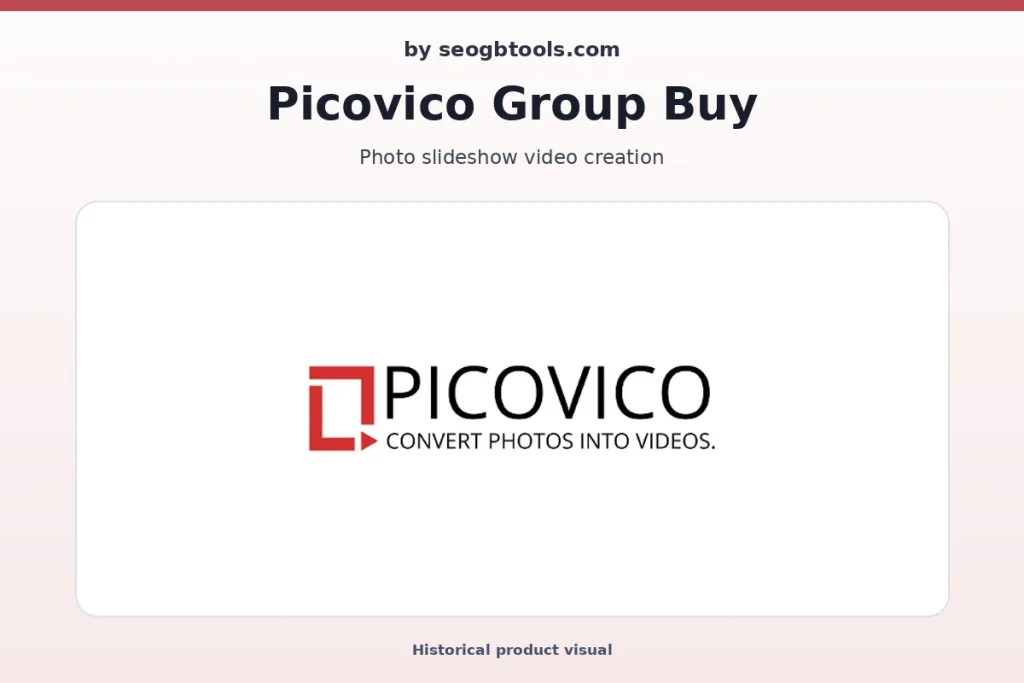 by seogbtools.com
Picovico Group Buy
Photo slideshow video creation
PICOVICO
CONVERT PHOTOS INTO VIDEOS.
Historical product visual